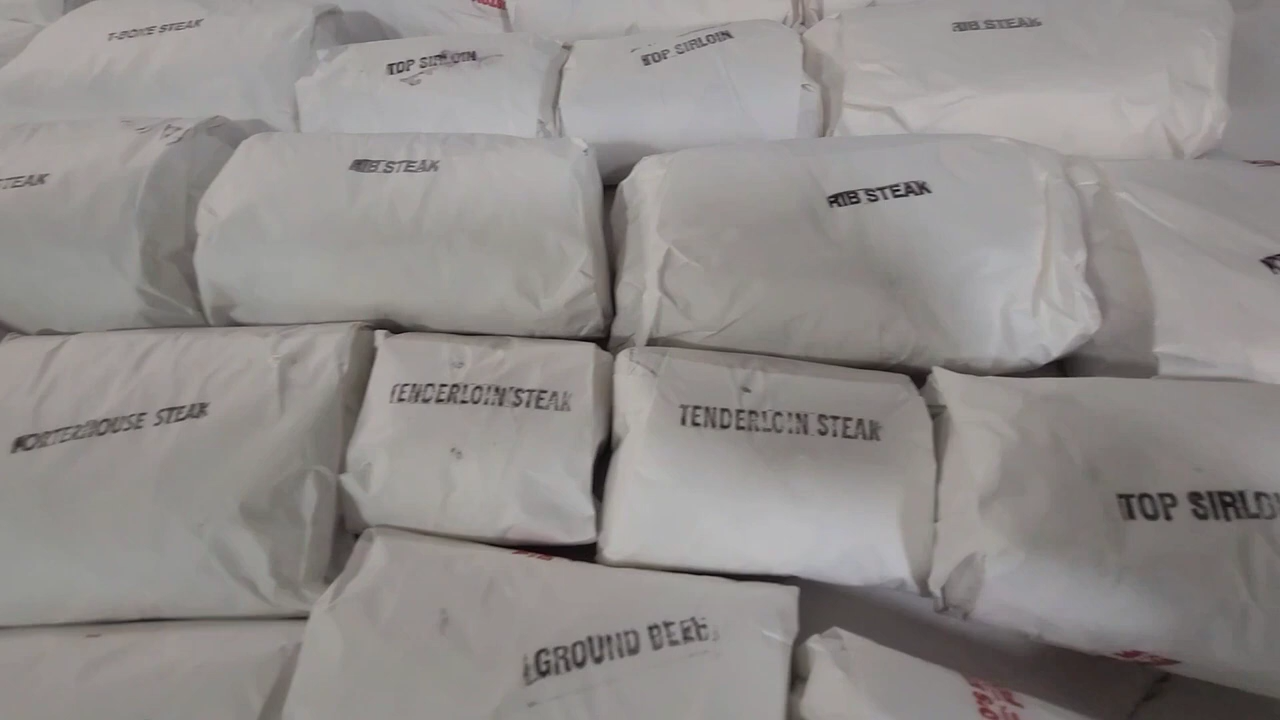 T-BONE STEAK
TOP SIRLOIN
TOP SIRLOIN
RIB STEAK
STEAK
RIB STEAK
RIB STEAK
PORTERHOUSE STEAK
TENDERLOIN STEAK
TENDERLOIN STEAK
TOP SIRLO
GROUND BEEF